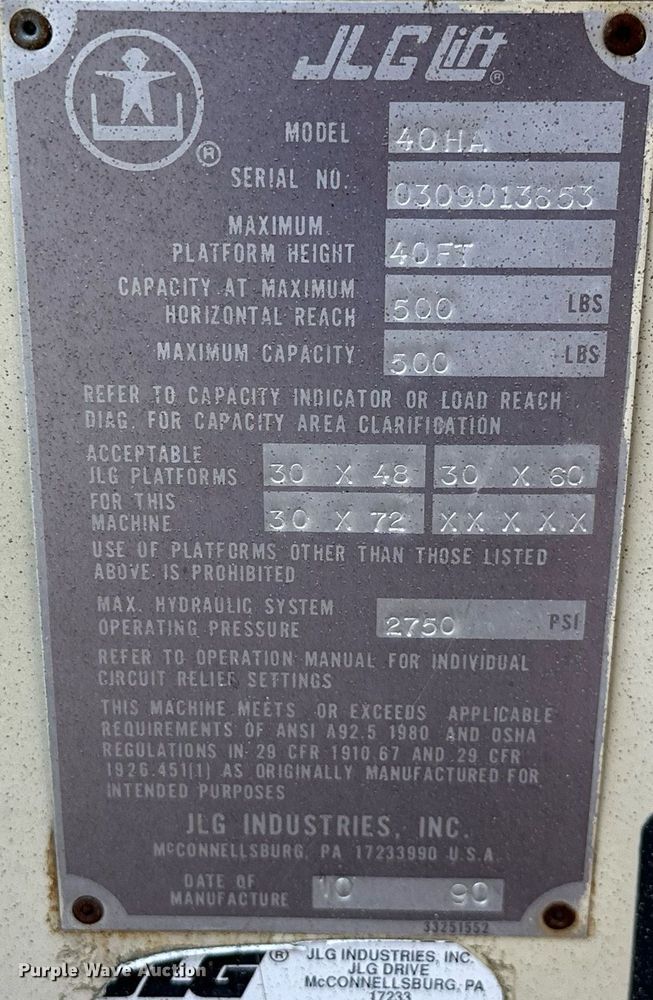 JLG Lift ®
®
MODEL 40HA
SERIAL NO. 0309013653
MAXIMUM
PLATFORM HEIGHT 40FT
CAPACITY AT MAXIMUM
HORIZONTAL REACH 500 LBS
MAXIMUM CAPACITY 500 LBS
REFER TO CAPACITY INDICATOR OR LOAD REACH
DIAG. FOR CAPACITY AREA CLARIFICATION
ACCEPTABLE
JLG PLATFORMS 30 X 48 30 X 60
FOR THIS
MACHINE 30 X 72 XX X X X
USE OF PLATFORMS OTHER THAN THOSE LISTED
ABOVE IS PROHIBITED
MAX. HYDRAULIC SYSTEM
OPERATING PRESSURE 2750 PSI
REFER TO OPERATION MANUAL FOR INDIVIDUAL
CIRCUIT RELIEF SETTINGS
THIS MACHINE MEETS OR EXCEEDS APPLICABLE
REQUIREMENTS OF ANSI A92.5 1980 AND OSHA
REGULATIONS IN 29 CFR 1910.67 AND 29 CFR
1926.451[1] AS ORIGINALLY MANUFACTURED FOR
INTENDED PURPOSES
JLG INDUSTRIES, INC.
McCONNELLSBURG, PA 17233990 U.S.A.
DATE OF
MANUFACTURE 10 90
33251552
JLG ® JLG INDUSTRIES, INC.
JLG DRIVE
McCONNELLSBURG, PA
17233
Purple Wave Auction